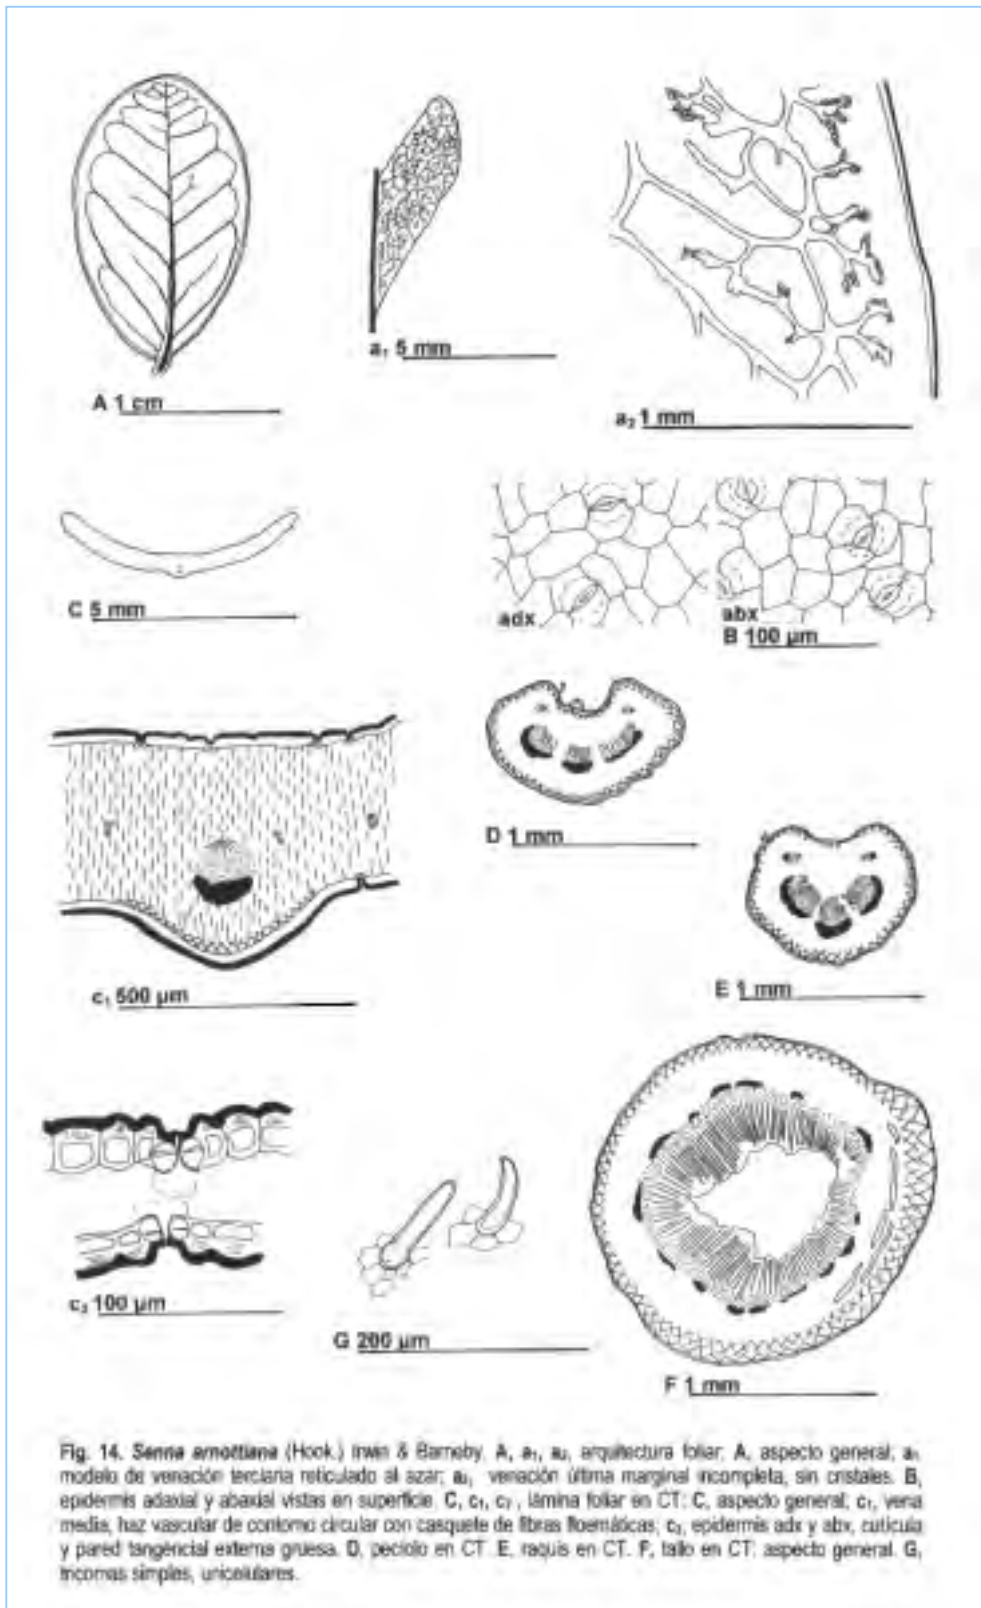 A 1 cm
a₁ 5 mm
a₂ 1 mm
C 5 mm
adx
abx
B 100 µm
D 1 mm
c₁ 500 µm
E 1 mm
c₂ 100 µm
G 200 µm
F 1 mm
Fig. 14. Senna arnottiana (Hook.) Irwin & Barneby. A, a₁, a₂, arquitectura foliar; A, aspecto general; a₁
modelo de venación terciaria reticulado al azar; a₂, venación última marginal incompleta, sin cristales. B,
epidermis adaxial y abaxial vistas en superficie. C, c₁, c₂, lámina foliar en CT: C, aspecto general; c₁, vena
media, haz vascular de contorno circular con casquete de fibras floemáticas; c₂, epidermis adx y abx, cutícula
y pared tangencial externa gruesa. D, pecíolo en CT. E, raquis en CT. F, tallo en CT: aspecto general. G,
tricomas simples, unicelulares.